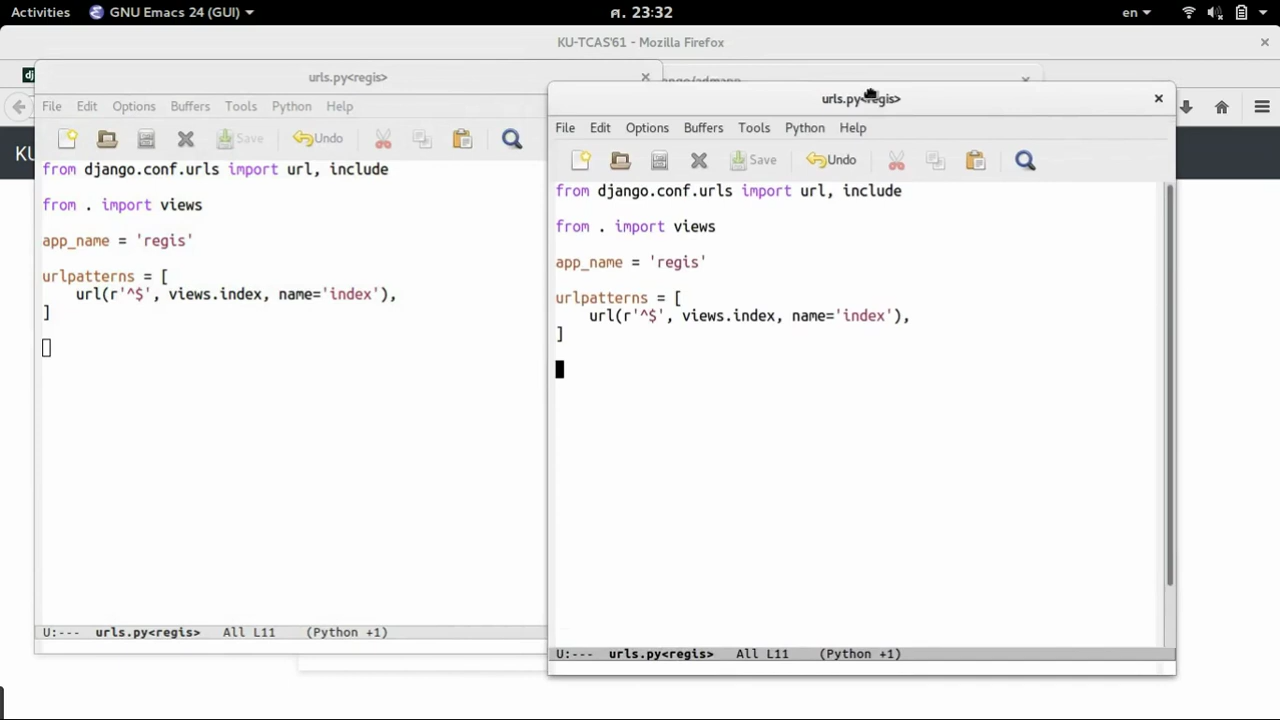 Activities
GNU Emacs 24 (GUI)
ศ. 23:32
en
KU-TCAS'61 - Mozilla Firefox
dj
KU
urls.py<regis>
File Edit Options Buffers Tools Python Help
Save Undo
from django.conf.urls import url, include
from . import views
app_name = 'regis'
urlpatterns = [
    url(r'^$', views.index, name='index'),
]
U:--- urls.py<regis> All L11 (Python +1)
urls.py<regis>
File Edit Options Buffers Tools Python Help
Save Undo
from django.conf.urls import url, include
from . import views
app_name = 'regis'
urlpatterns = [
    url(r'^$', views.index, name='index'),
]
U:--- urls.py<regis> All L11 (Python +1)